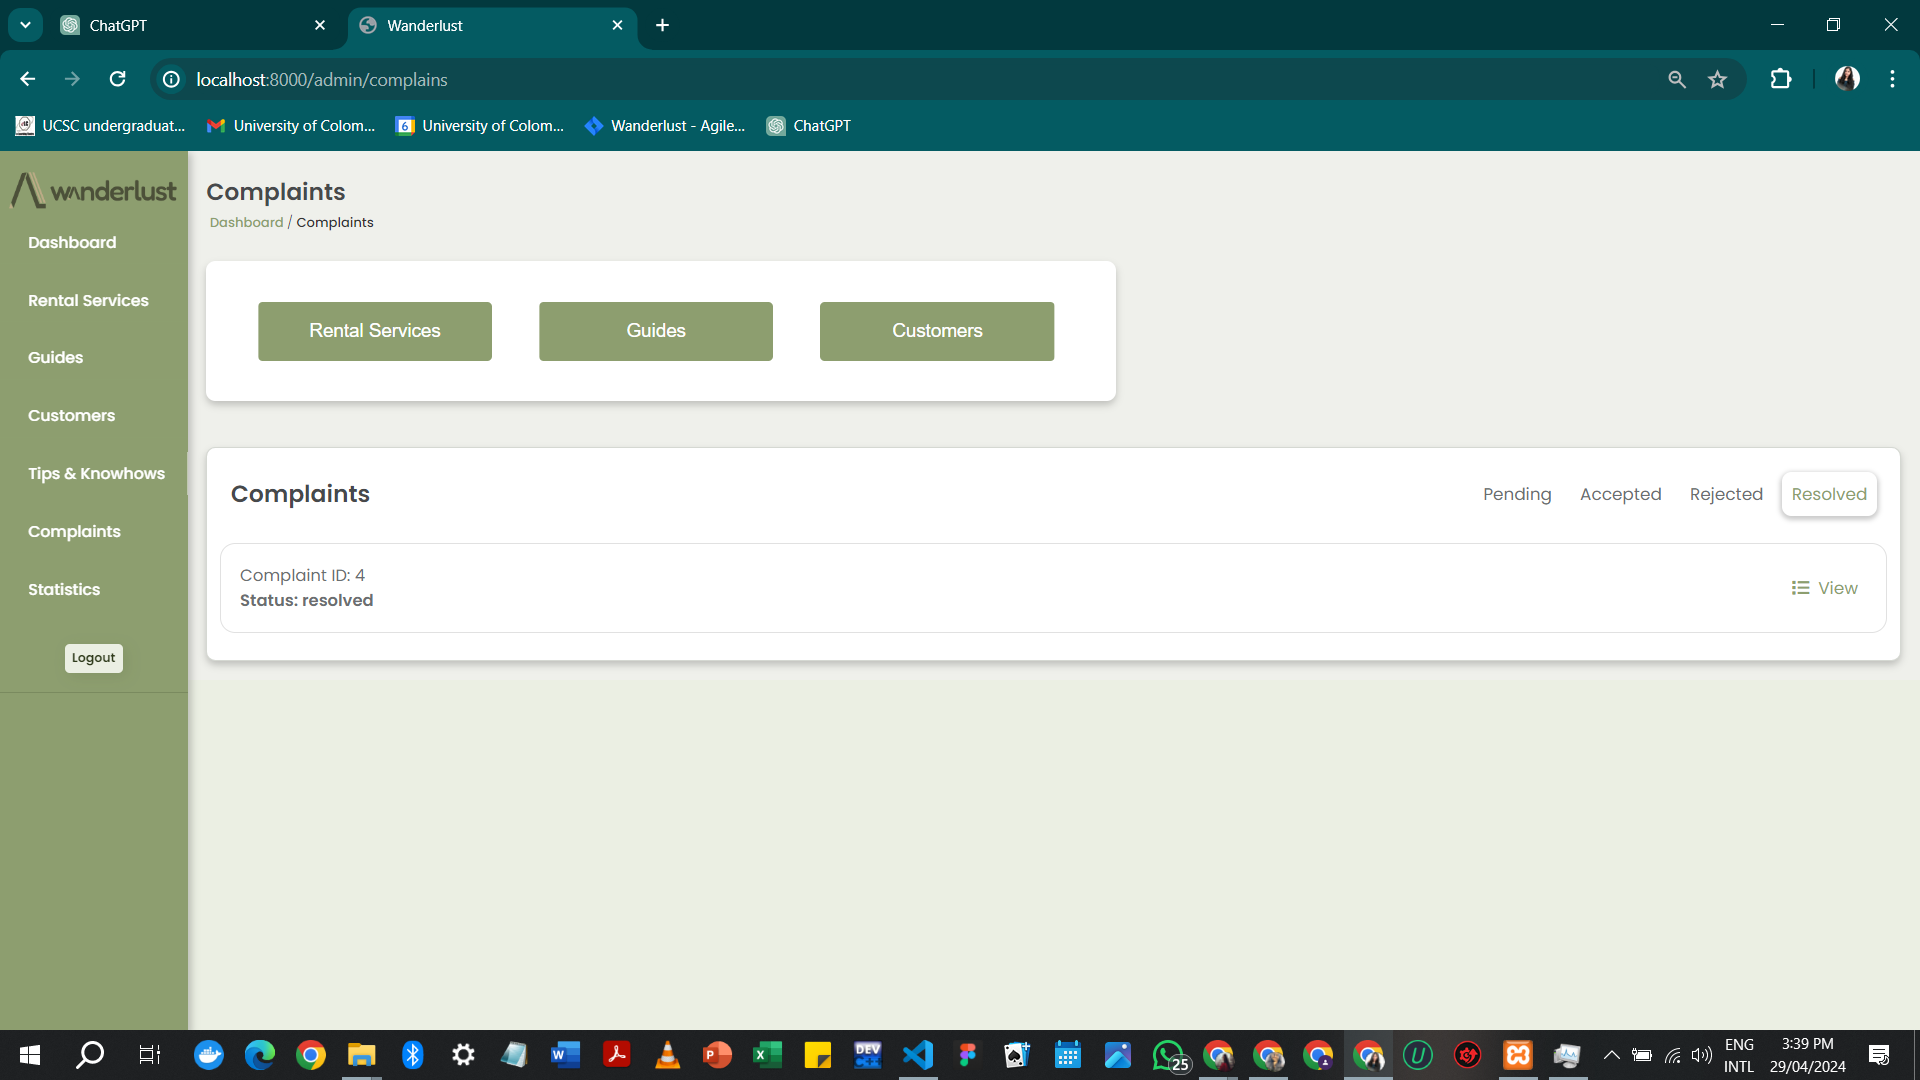 ChatGPT
Wanderlust
localhost:8000/admin/complains
UCSC undergraduat...
University of Colom...
6
University of Colom...
Wanderlust - Agile...
ChatGPT
wanderlust
Dashboard
Rental Services
Guides
Customers
Tips & Knowhows
Complaints
Statistics
Logout
Complaints
Dashboard / Complaints
Rental Services
Guides
Customers
Complaints
Pending
Accepted
Rejected
Resolved
Complaint ID: 4
Status: resolved
View
DEV
25
ENG
INTL
3:39 PM
29/04/2024